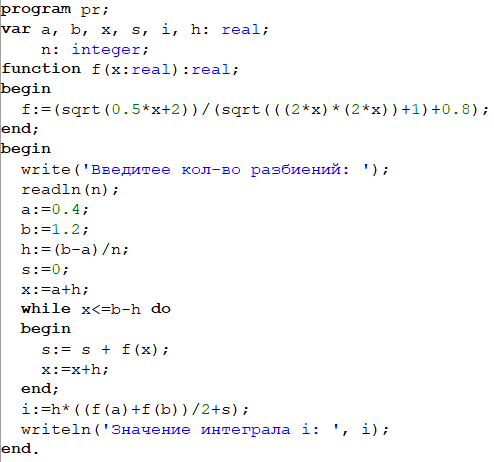 program pr;
var a, b, x, s, i, h: real;
    n: integer;
function f(x:real):real;
begin
  f:=(sqrt(0.5*x+2))/(sqrt(((2*x)*(2*x))+1)+0.8);
end;
begin
  write('Введитее кол-во разбиений: ');
  readln(n);
  a:=0.4;
  b:=1.2;
  h:=(b-a)/n;
  s:=0;
  x:=a+h;
  while x<=b-h do
  begin
    s:= s + f(x);
    x:=x+h;
  end;
  i:=h*((f(a)+f(b))/2+s);
  writeln('Значение интеграла i: ', i);
end.